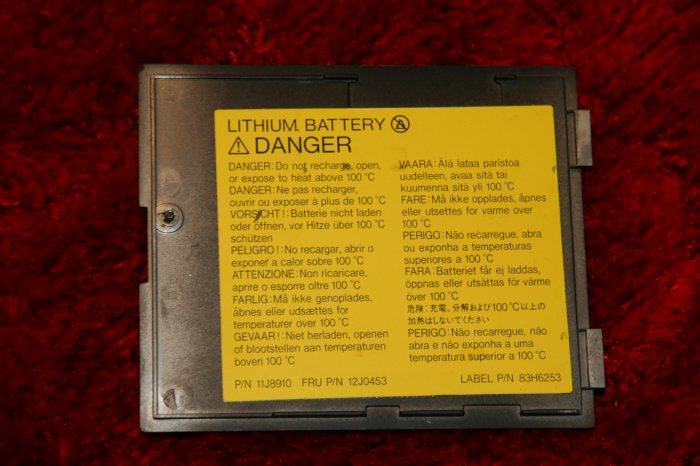 LITHIUM BATTERY
DANGER
DANGER: Do not recharge, open,
or expose to heat above 100 °C
DANGER: Ne pas recharger,
ouvrir ou exposer à plus de 100 °C
VORSICHT!: Batterie nicht laden
oder öffnen, vor Hitze über 100 °C
schützen
PELIGRO!: No recargar, abrir o
exponer a calor sobre 100 °C
ATTENZIONE: Non ricaricare,
aprire o esporre oltre 100 °C
FARLIG: Må ikke genoplades,
åbnes eller udsættes for
temperaturer over 100 °C
GEVAAR!: Niet herladen, openen
of blootstellen aan temperaturen
boven 100 °C
VAARA: Älä lataa paristoa
uudelleen, avaa sitä tai
kuumenna sitä yli 100 °C
FARE: Må ikke opplades, åpnes
eller utsettes for varme over
100 °C
PERIGO: Não recarregue, abra
ou exponha a temperaturas
superiores a 100 °C
FARA: Batteriet får ej laddas,
öppnas eller utsättas för värme
över 100 °C
危険:充電、分解および100℃以上の
加熱はしないでください
PERIGO: Não recarregue, não
abra e não exponha a uma
temperatura superior a 100 °C
P/N 11J8910 FRU P/N 12J0453
LABEL P/N 83H6253